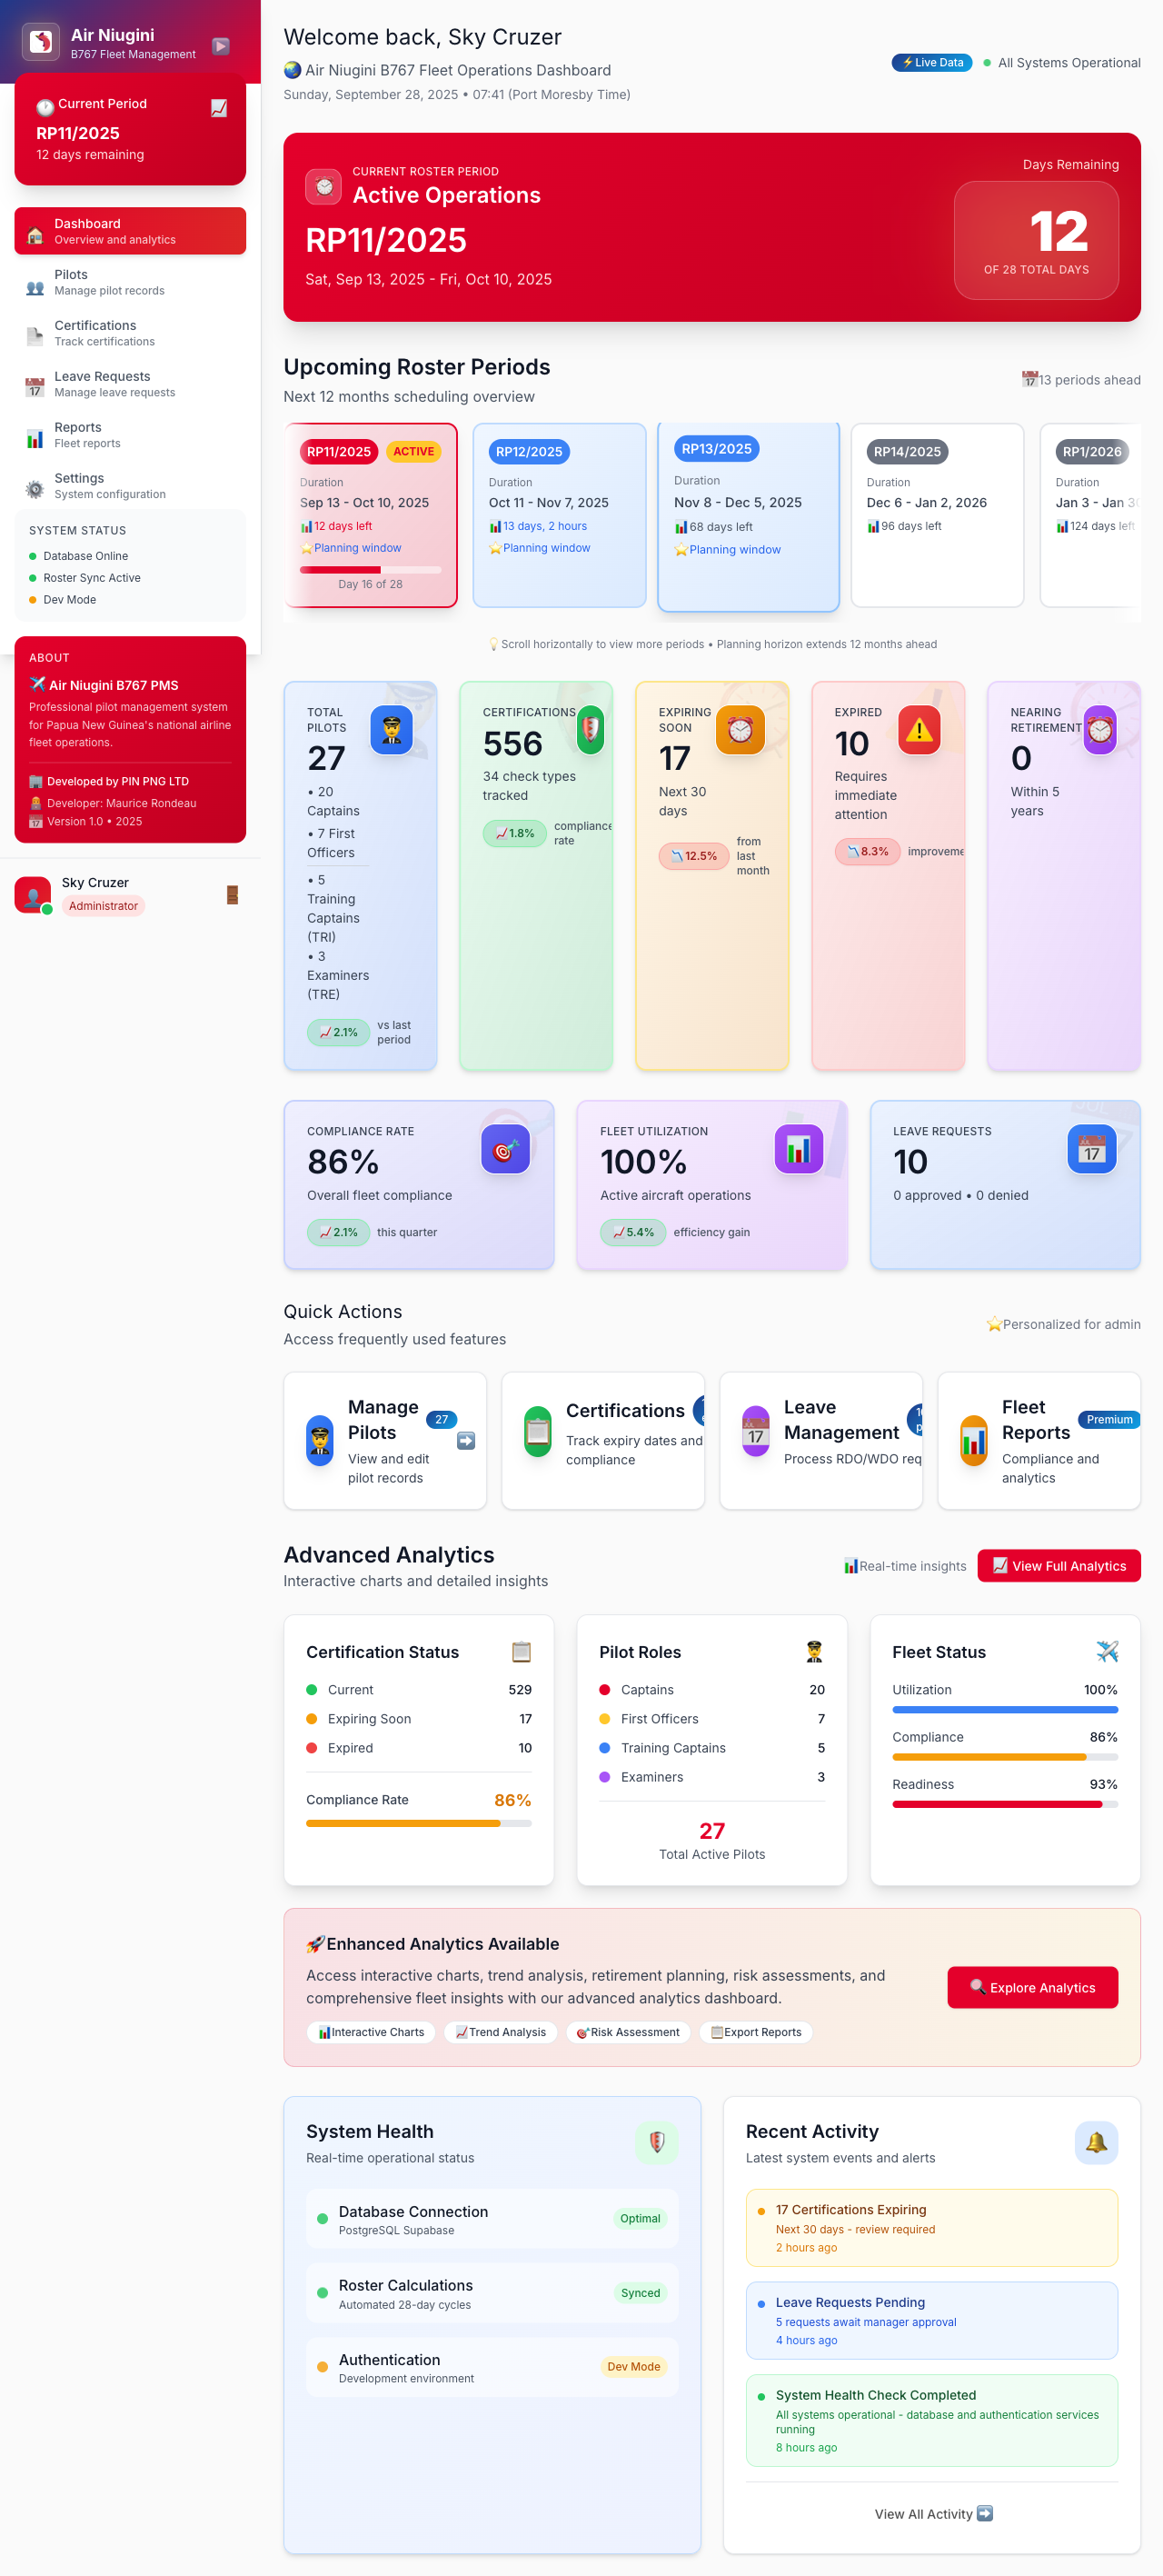 Air Niugini
B767 Fleet Management
Current Period
RP11/2025
12 days remaining
Dashboard
Overview and analytics
Pilots
Manage pilot records
Certifications
Track certifications
Leave Requests
Manage leave requests
Reports
Fleet reports
Settings
System configuration
SYSTEM STATUS
Database Online
Roster Sync Active
Dev Mode
ABOUT
Air Niugini B767 PMS
Professional pilot management system
for Papua New Guinea's national airline
fleet operations.
Developed by PIN PNG LTD
Developer: Maurice Rondeau
Version 1.0 • 2025
Sky Cruzer
Administrator
Welcome back, Sky Cruzer
Air Niugini B767 Fleet Operations Dashboard
Sunday, September 28, 2025 • 07:41 (Port Moresby Time)
Live Data
All Systems Operational
CURRENT ROSTER PERIOD
Active Operations
RP11/2025
Sat, Sep 13, 2025 - Fri, Oct 10, 2025
Days Remaining
12
OF 28 TOTAL DAYS
Upcoming Roster Periods
Next 12 months scheduling overview
13 periods ahead
RP11/2025
ACTIVE
Duration
Sep 13 - Oct 10, 2025
12 days left
Planning window
Day 16 of 28
RP12/2025
Duration
Oct 11 - Nov 7, 2025
13 days, 2 hours
Planning window
RP13/2025
Duration
Nov 8 - Dec 5, 2025
68 days left
Planning window
RP14/2025
Duration
Dec 6 - Jan 2, 2026
96 days left
RP1/2026
Duration
Jan 3 - Jan 30
124 days left
Scroll horizontally to view more periods • Planning horizon extends 12 months ahead
TOTAL
PILOTS
27
• 20
Captains
• 7 First
Officers
• 5
Training
Captains
(TRI)
• 3
Examiners
(TRE)
2.1%
vs last
period
CERTIFICATIONS
556
34 check types
tracked
1.8%
compliance
rate
EXPIRING
SOON
17
Next 30
days
12.5%
from
last
month
EXPIRED
10
Requires
immediate
attention
8.3%
improveme
NEARING
RETIREMENT
0
Within 5
years
COMPLIANCE RATE
86%
Overall fleet compliance
2.1%
this quarter
FLEET UTILIZATION
100%
Active aircraft operations
5.4%
efficiency gain
LEAVE REQUESTS
10
0 approved • 0 denied
Quick Actions
Access frequently used features
Personalized for admin
Manage
Pilots
27
View and edit
pilot records
Certifications
Track expiry dates and
compliance
Leave
Management
Process RDO/WDO req
Fleet
Reports
Premium
Compliance and
analytics
Advanced Analytics
Interactive charts and detailed insights
Real-time insights
View Full Analytics
Certification Status
Current 529
Expiring Soon 17
Expired 10
Compliance Rate 86%
Pilot Roles
Captains 20
First Officers 7
Training Captains 5
Examiners 3
27
Total Active Pilots
Fleet Status
Utilization 100%
Compliance 86%
Readiness 93%
Enhanced Analytics Available
Access interactive charts, trend analysis, retirement planning, risk assessments, and
comprehensive fleet insights with our advanced analytics dashboard.
Interactive Charts
Trend Analysis
Risk Assessment
Export Reports
Explore Analytics
System Health
Real-time operational status
Database Connection
PostgreSQL Supabase
Optimal
Roster Calculations
Automated 28-day cycles
Synced
Authentication
Development environment
Dev Mode
Recent Activity
Latest system events and alerts
17 Certifications Expiring
Next 30 days - review required
2 hours ago
Leave Requests Pending
5 requests await manager approval
4 hours ago
System Health Check Completed
All systems operational - database and authentication services
running
8 hours ago
View All Activity